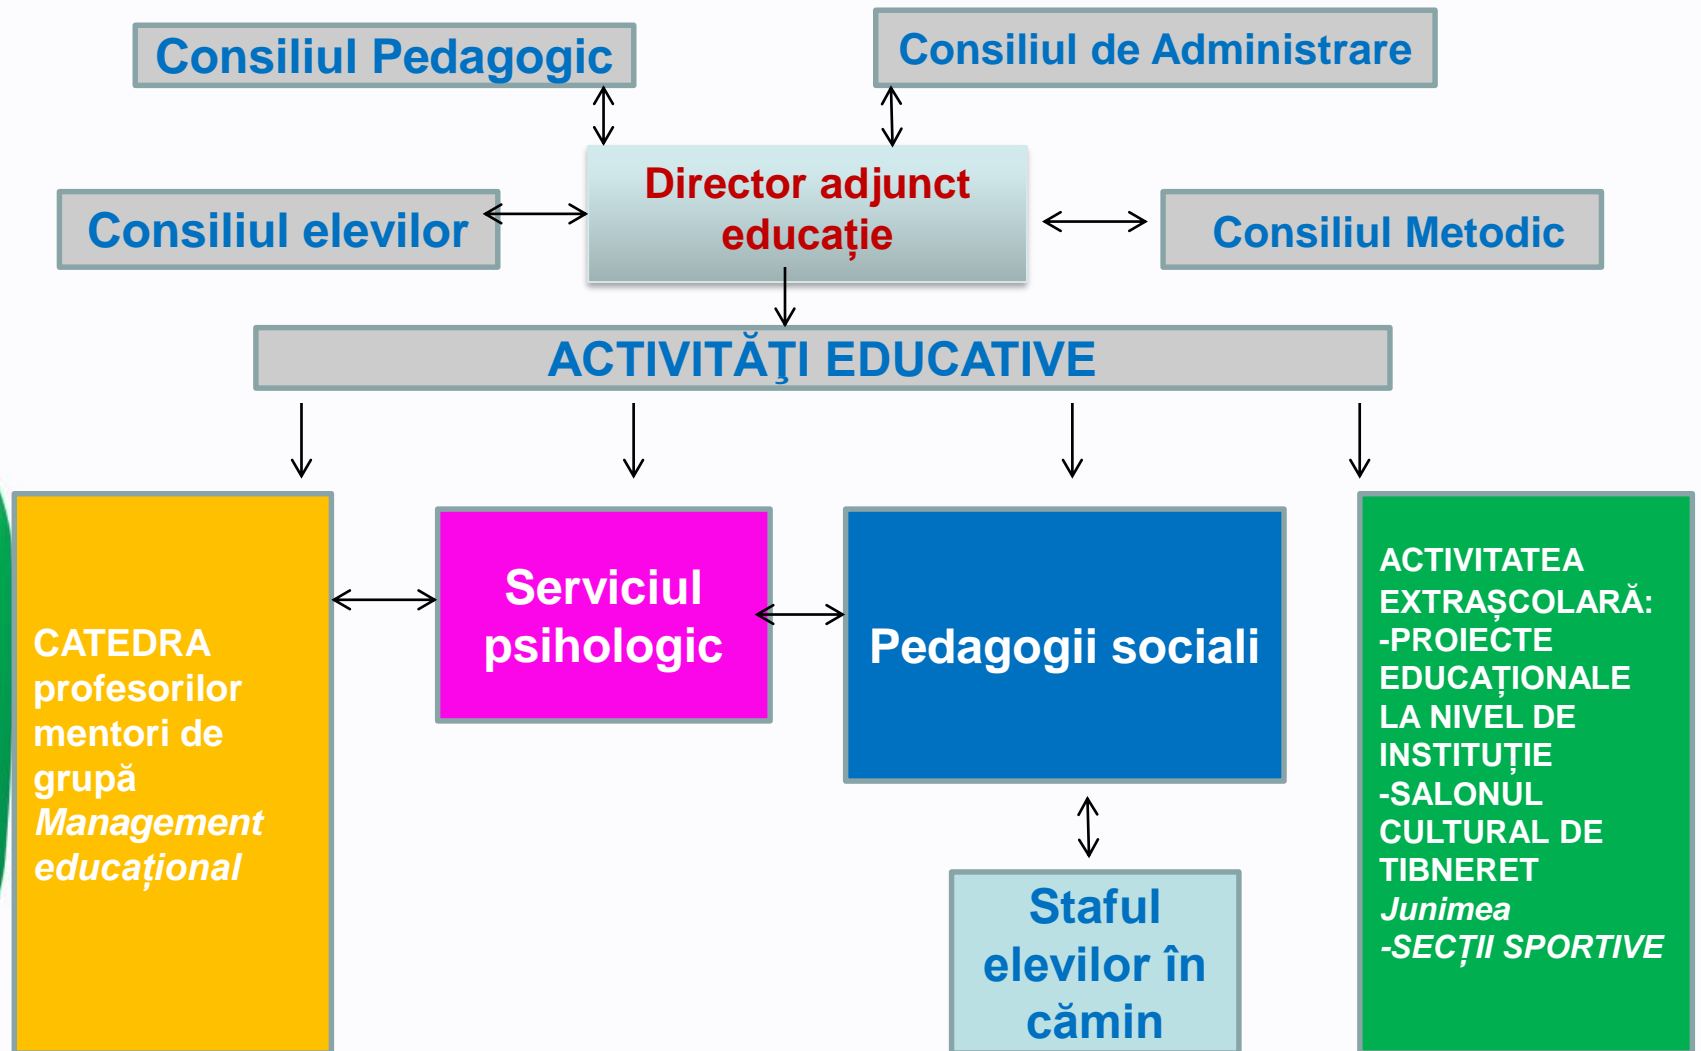 Consiliul Pedagogic
Consiliul de Administrare
Director adjunct
educație
Consiliul elevilor
Consiliul Metodic
ACTIVITĂŢI EDUCATIVE
CATEDRA
profesorilor
mentori de
grupă
Management
educațional
Serviciul
psihologic
Pedagogii sociali
Staful
elevilor în
cămin
ACTIVITATEA
EXTRAȘCOLARĂ:
-PROIECTE
EDUCAȚIONALE
LA NIVEL DE
INSTITUȚIE
-SALONUL
CULTURAL DE
TIBNERET
Junimea
-SECȚII SPORTIVE